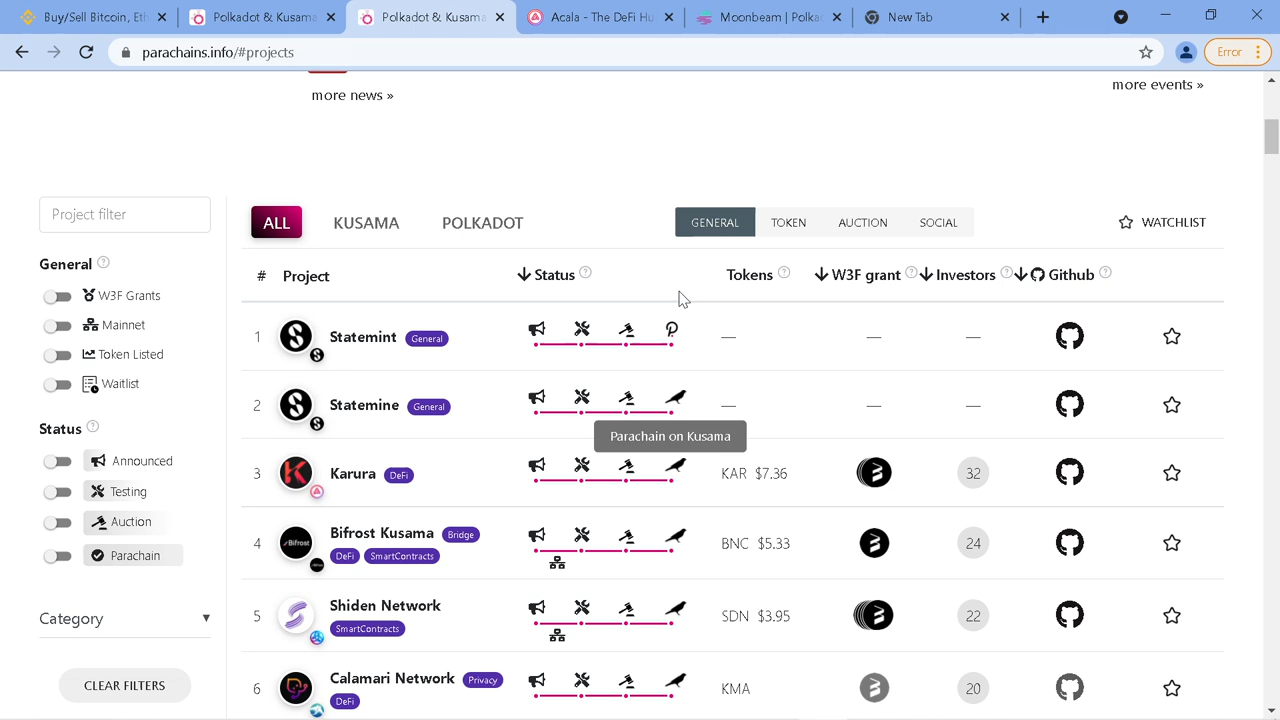 Buy/Sell Bitcoin, Eth
Polkadot & Kusama
Polkadot & Kusama
Acala - The DeFi Hu
Moonbeam | Polka
New Tab
parachains.info/#projects
Error
more news »
more events »
Project filter
ALL
KUSAMA
POLKADOT
GENERAL
TOKEN
AUCTION
SOCIAL
WATCHLIST
General
W3F Grants
Mainnet
Token Listed
Waitlist
Status
Announced
Testing
Auction
Parachain
Category
CLEAR FILTERS
# Project Status Tokens W3F grant Investors Github
1 Statemint General — — —
2 Statemine General — — —
Parachain on Kusama
3 Karura DeFi KAR $7.36 32
4 Bifrost Kusama Bridge BNC $5.33 24
DeFi SmartContracts
5 Shiden Network SDN $3.95 22
SmartContracts
6 Calamari Network Privacy KMA 20
DeFi